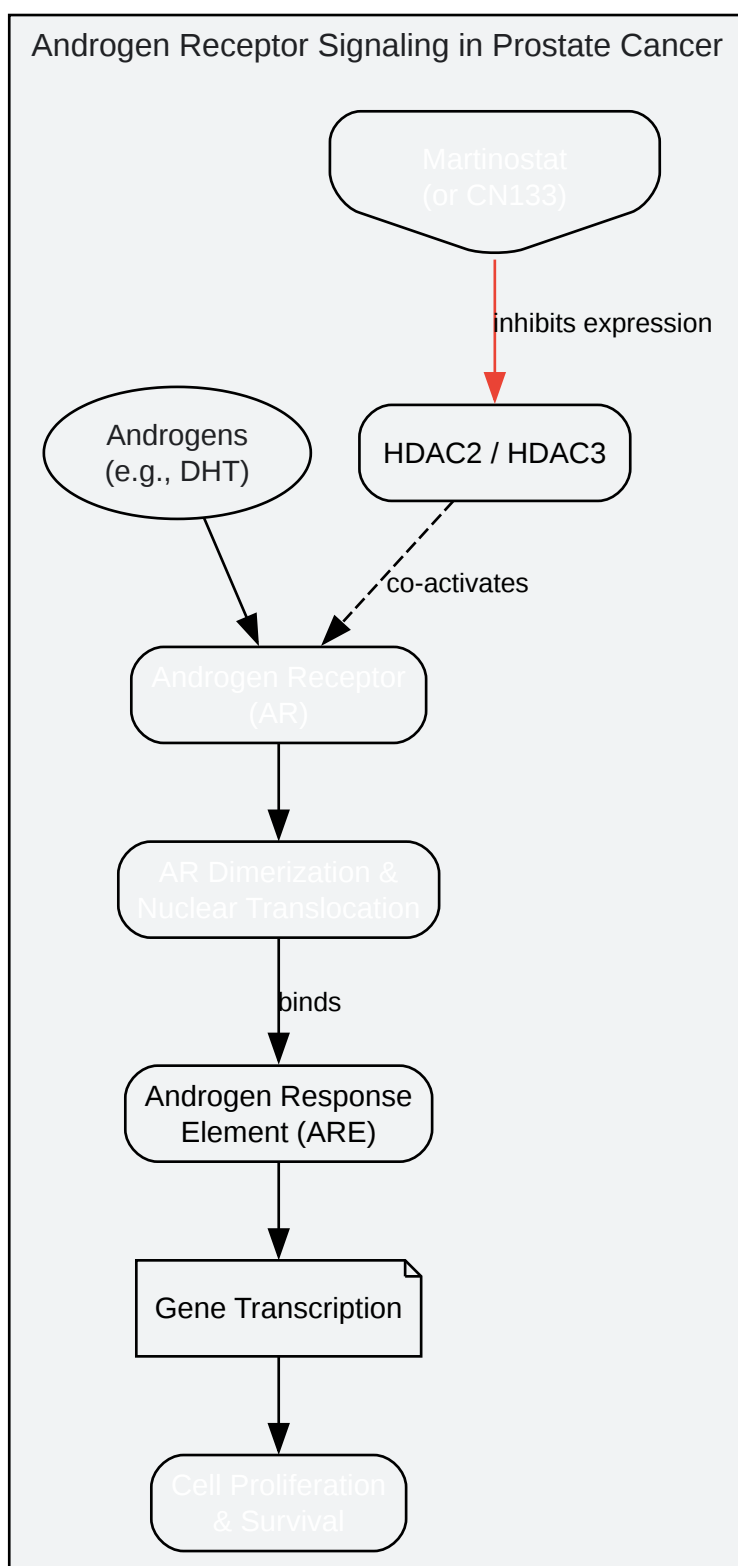 Androgen Receptor Signaling in Prostate Cancer
Martinostat
(or CN133)
inhibits expression
Androgens
(e.g., DHT)
HDAC2 / HDAC3
co-activates
Androgen Receptor
(AR)
AR Dimerization &
Nuclear Translocation
binds
Androgen Response
Element (ARE)
Gene Transcription
Cell Proliferation
& Survival